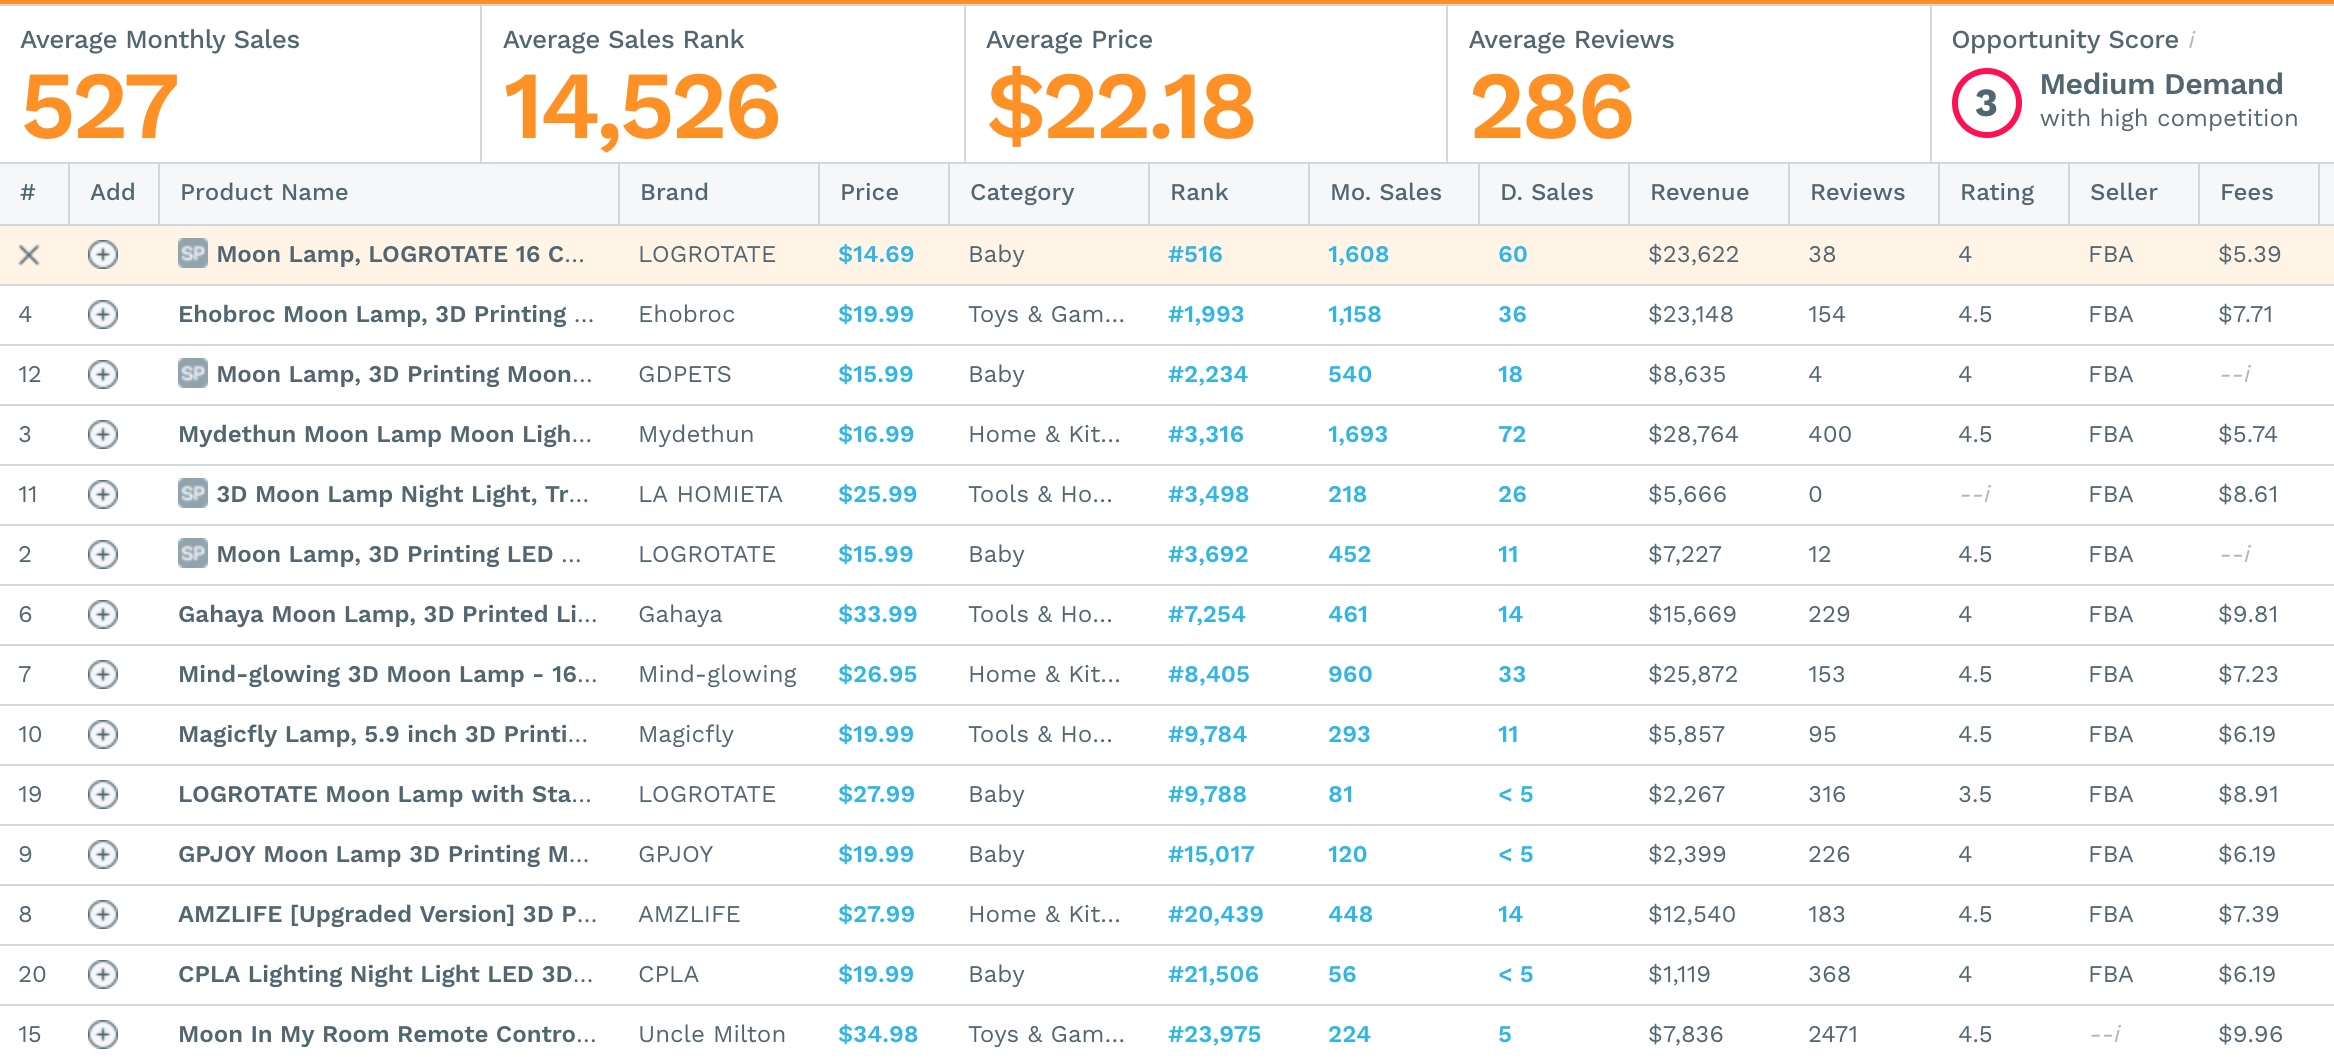 Average Monthly Sales Average Sales Rank Average Price Average Reviews Opportunity Score i
527 14,526 $22.18 286 3 Medium Demand
with high competition
# Add Product Name Brand Price Category Rank Mo. Sales D. Sales Revenue Reviews Rating Seller Fees
SP Moon Lamp, LOGROTATE 16 C... LOGROTATE $14.69 Baby #516 1,608 60 $23,622 38 4 FBA $5.39
4 Ehobroc Moon Lamp, 3D Printing ... Ehobroc $19.99 Toys & Gam... #1,993 1,158 36 $23,148 154 4.5 FBA $7.71
12 SP Moon Lamp, 3D Printing Moon... GDPETS $15.99 Baby #2,234 540 18 $8,635 4 4 FBA --i
3 Mydethun Moon Lamp Moon Ligh... Mydethun $16.99 Home & Kit... #3,316 1,693 72 $28,764 400 4.5 FBA $5.74
11 SP 3D Moon Lamp Night Light, Tr... LA HOMIETA $25.99 Tools & Ho... #3,498 218 26 $5,666 0 --i FBA $8.61
2 SP Moon Lamp, 3D Printing LED ... LOGROTATE $15.99 Baby #3,692 452 11 $7,227 12 4.5 FBA --i
6 Gahaya Moon Lamp, 3D Printed Li... Gahaya $33.99 Tools & Ho... #7,254 461 14 $15,669 229 4 FBA $9.81
7 Mind-glowing 3D Moon Lamp - 16... Mind-glowing $26.95 Home & Kit... #8,405 960 33 $25,872 153 4.5 FBA $7.23
10 Magicfly Lamp, 5.9 inch 3D Printi... Magicfly $19.99 Tools & Ho... #9,784 293 11 $5,857 95 4.5 FBA $6.19
19 LOGROTATE Moon Lamp with Sta... LOGROTATE $27.99 Baby #9,788 81 < 5 $2,267 316 3.5 FBA $8.91
9 GPJOY Moon Lamp 3D Printing M... GPJOY $19.99 Baby #15,017 120 < 5 $2,399 226 4 FBA $6.19
8 AMZLIFE [Upgraded Version] 3D P... AMZLIFE $27.99 Home & Kit... #20,439 448 14 $12,540 183 4.5 FBA $7.39
20 CPLA Lighting Night Light LED 3D... CPLA $19.99 Baby #21,506 56 < 5 $1,119 368 4 FBA $6.19
15 Moon In My Room Remote Contro... Uncle Milton $34.98 Toys & Gam... #23,975 224 5 $7,836 2471 4.5 --i $9.96